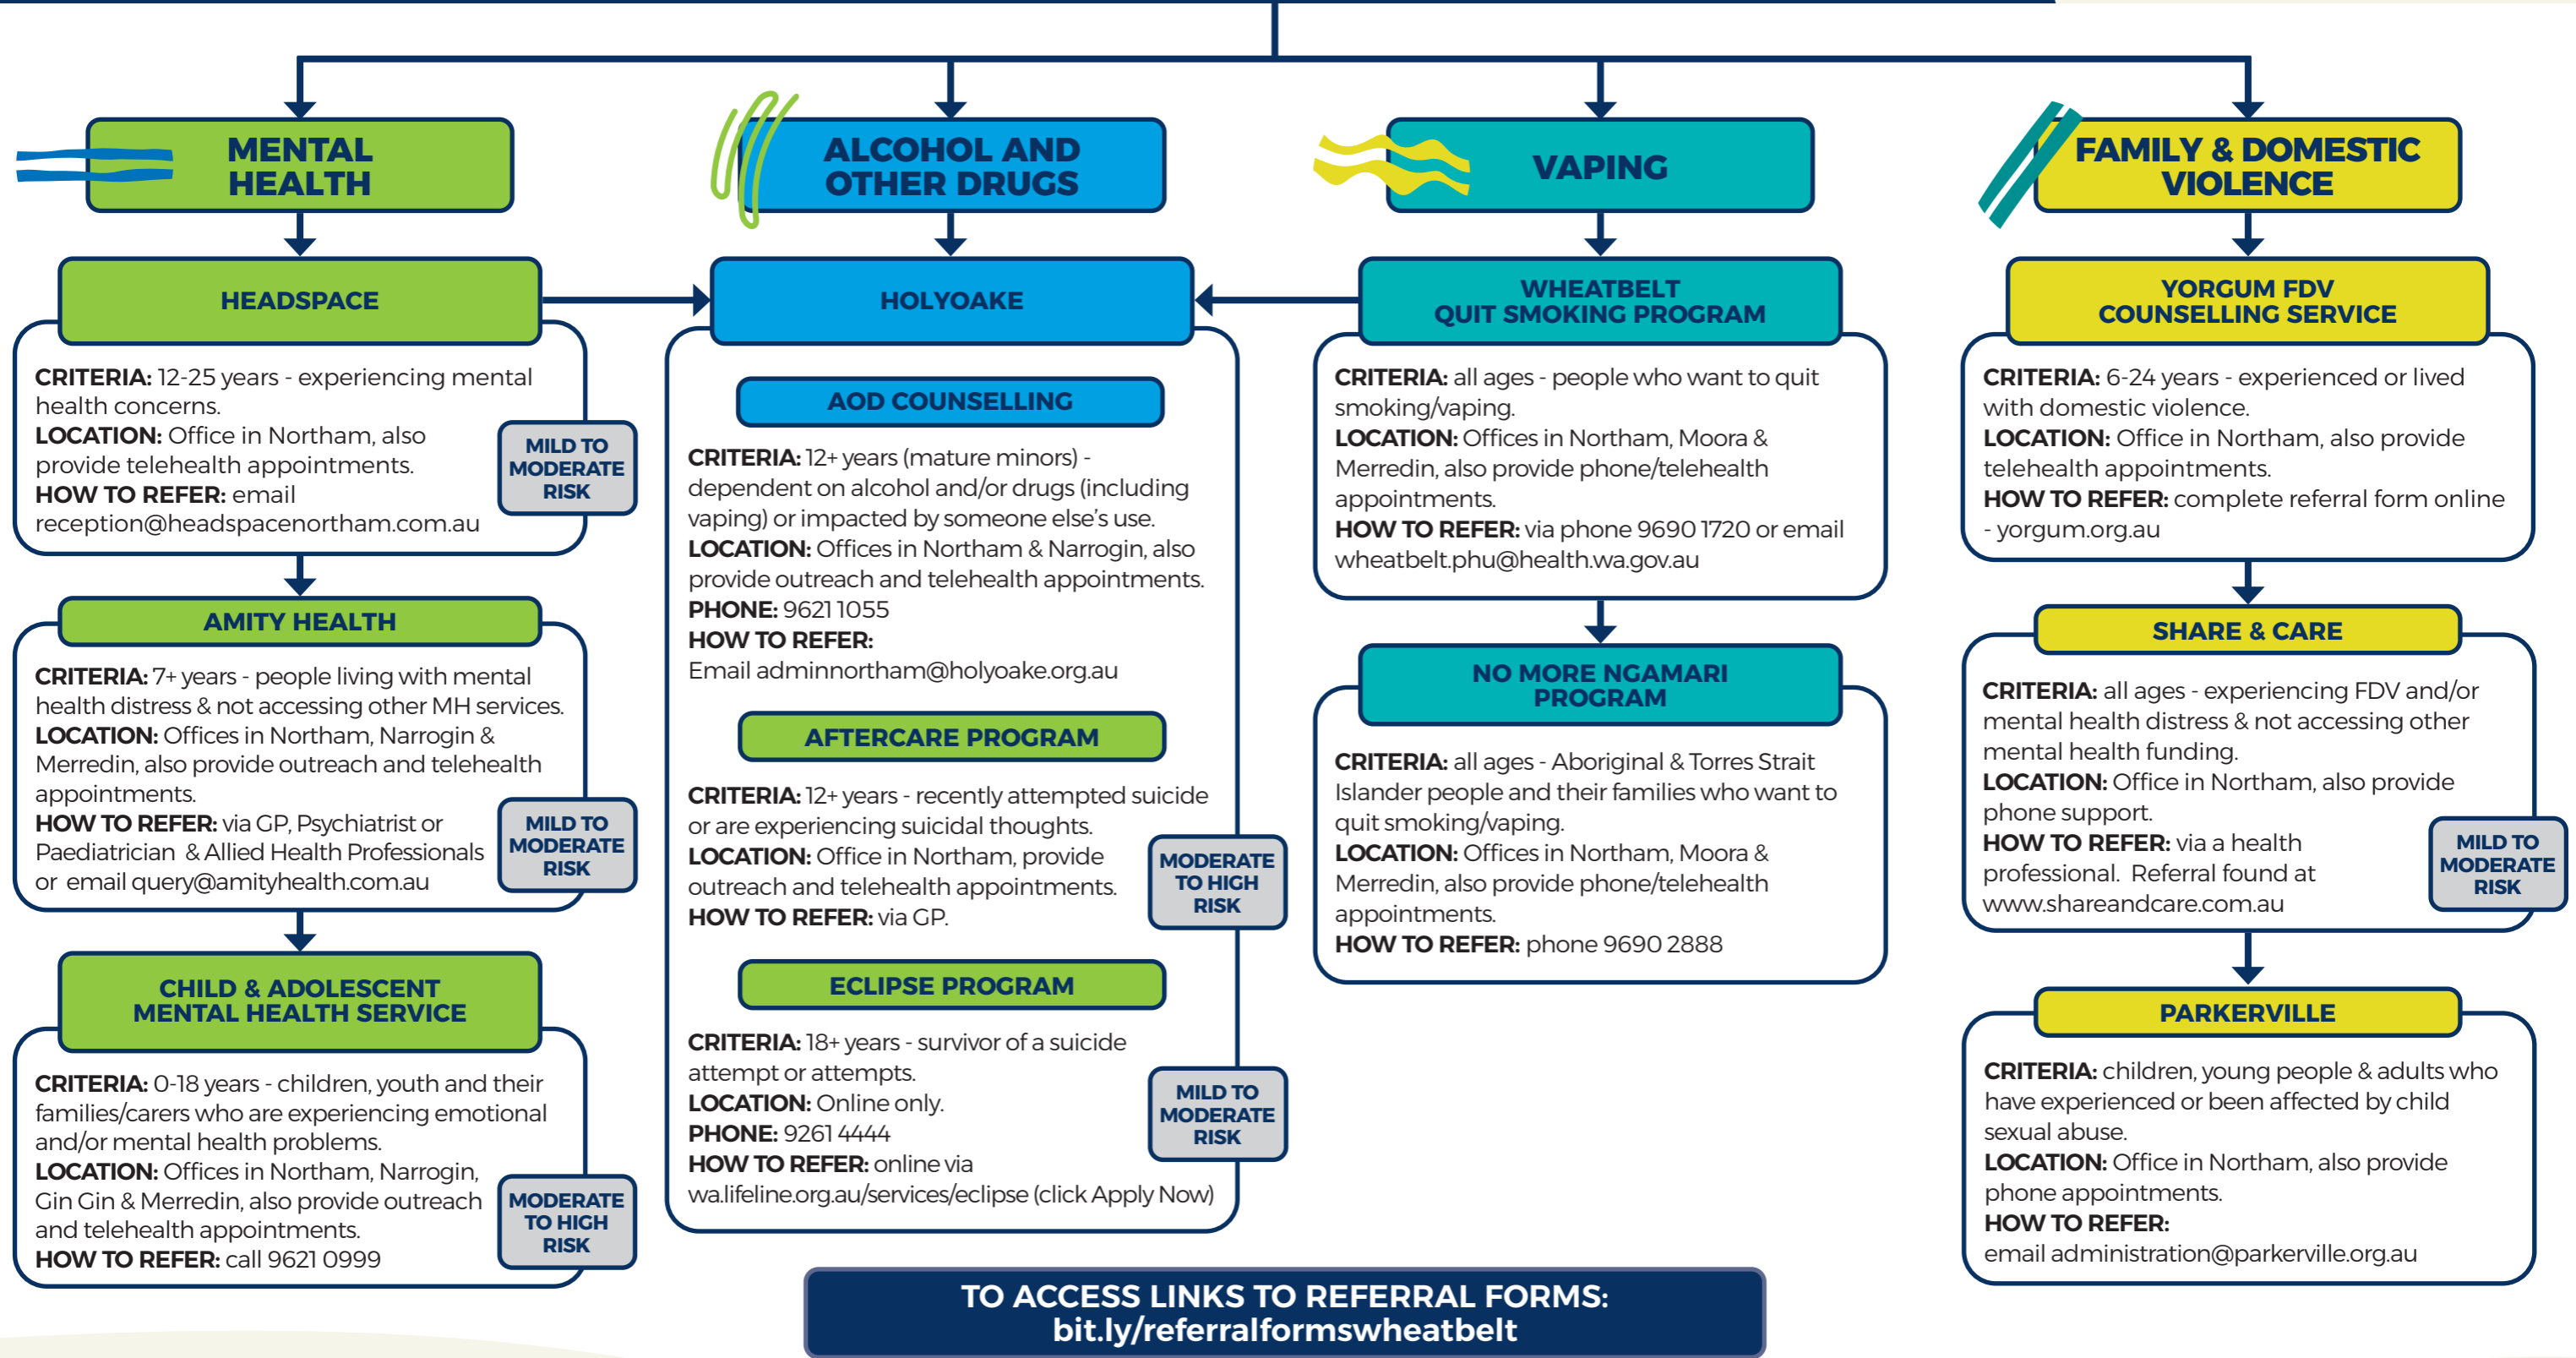 MENTAL
HEALTH
HEADSPACE
CRITERIA: 12-25 years - experiencing mental
health concerns.
LOCATION: Office in Northam, also
provide telehealth appointments.
HOW TO REFER: email
reception@headspacenortham.com.au
MILD TO
MODERATE
RISK
AMITY HEALTH
CRITERIA: 7+ years - people living with mental
health distress & not accessing other MH services.
LOCATION: Offices in Northam, Narrogin &
Merredin, also provide outreach and telehealth
appointments.
HOW TO REFER: via GP, Psychiatrist or
Paediatrician & Allied Health Professionals
or email query@amityhealth.com.au
MILD TO
MODERATE
RISK
CHILD & ADOLESCENT
MENTAL HEALTH SERVICE
CRITERIA: 0-18 years - children, youth and their
families/carers who are experiencing emotional
and/or mental health problems.
LOCATION: Offices in Northam, Narrogin,
Gin Gin & Merredin, also provide outreach
and telehealth appointments.
HOW TO REFER: call 9621 0999
MODERATE
TO HIGH
RISK
ALCOHOL AND
OTHER DRUGS
HOLYOAKE
AOD COUNSELLING
CRITERIA: 12+ years (mature minors) -
dependent on alcohol and/or drugs (including
vaping) or impacted by someone else's use.
LOCATION: Offices in Northam & Narrogin, also
provide outreach and telehealth appointments.
PHONE: 9621 1055
HOW TO REFER:
Email adminnortham@holyoake.org.au
AFTERCARE PROGRAM
CRITERIA: 12+ years - recently attempted suicide
or are experiencing suicidal thoughts.
LOCATION: Office in Northam, provide
outreach and telehealth appointments.
HOW TO REFER: via GP.
MODERATE
TO HIGH
RISK
ECLIPSE PROGRAM
CRITERIA: 18+ years - survivor of a suicide
attempt or attempts.
LOCATION: Online only.
PHONE: 9261 4444
HOW TO REFER: online via
wa.lifeline.org.au/services/eclipse (click Apply Now)
MILD TO
MODERATE
RISK
VAPING
WHEATBELT
QUIT SMOKING PROGRAM
CRITERIA: all ages - people who want to quit
smoking/vaping.
LOCATION: Offices in Northam, Moora &
Merredin, also provide phone/telehealth
appointments.
HOW TO REFER: via phone 9690 1720 or email
wheatbelt.phu@health.wa.gov.au
NO MORE NGAMARI
PROGRAM
CRITERIA: all ages - Aboriginal & Torres Strait
Islander people and their families who want to
quit smoking/vaping.
LOCATION: Offices in Northam, Moora &
Merredin, also provide phone/telehealth
appointments.
HOW TO REFER: phone 9690 2888
FAMILY & DOMESTIC
VIOLENCE
YORGUM FDV
COUNSELLING SERVICE
CRITERIA: 6-24 years - experienced or lived
with domestic violence.
LOCATION: Office in Northam, also provide
telehealth appointments.
HOW TO REFER: complete referral form online
- yorgum.org.au
SHARE & CARE
CRITERIA: all ages - experiencing FDV and/or
mental health distress & not accessing other
mental health funding.
LOCATION: Office in Northam, also provide
phone support.
HOW TO REFER: via a health
professional. Referral found at
www.shareandcare.com.au
MILD TO
MODERATE
RISK
PARKERVILLE
CRITERIA: children, young people & adults who
have experienced or been affected by child
sexual abuse.
LOCATION: Office in Northam, also provide
phone appointments.
HOW TO REFER:
email administration@parkerville.org.au
TO ACCESS LINKS TO REFERRAL FORMS:
bit.ly/referralformswheatbelt